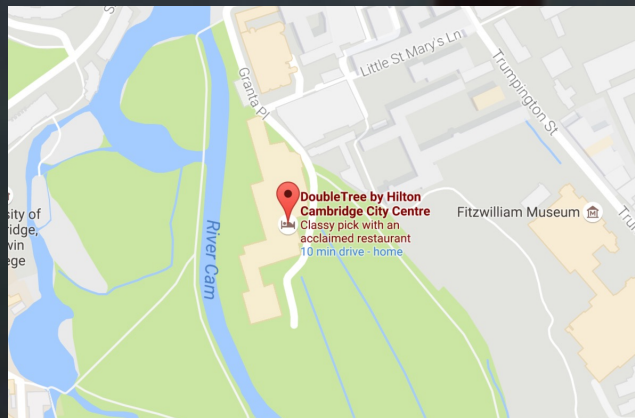 Little St Mary's Ln
Trumpington St
Granta Pl
DoubleTree by Hilton
Cambridge City Centre
Classy pick with an
acclaimed restaurant
10 min drive - home
Fitzwilliam Museum
River Cam
sity of
ridge,
win
ege
Tru